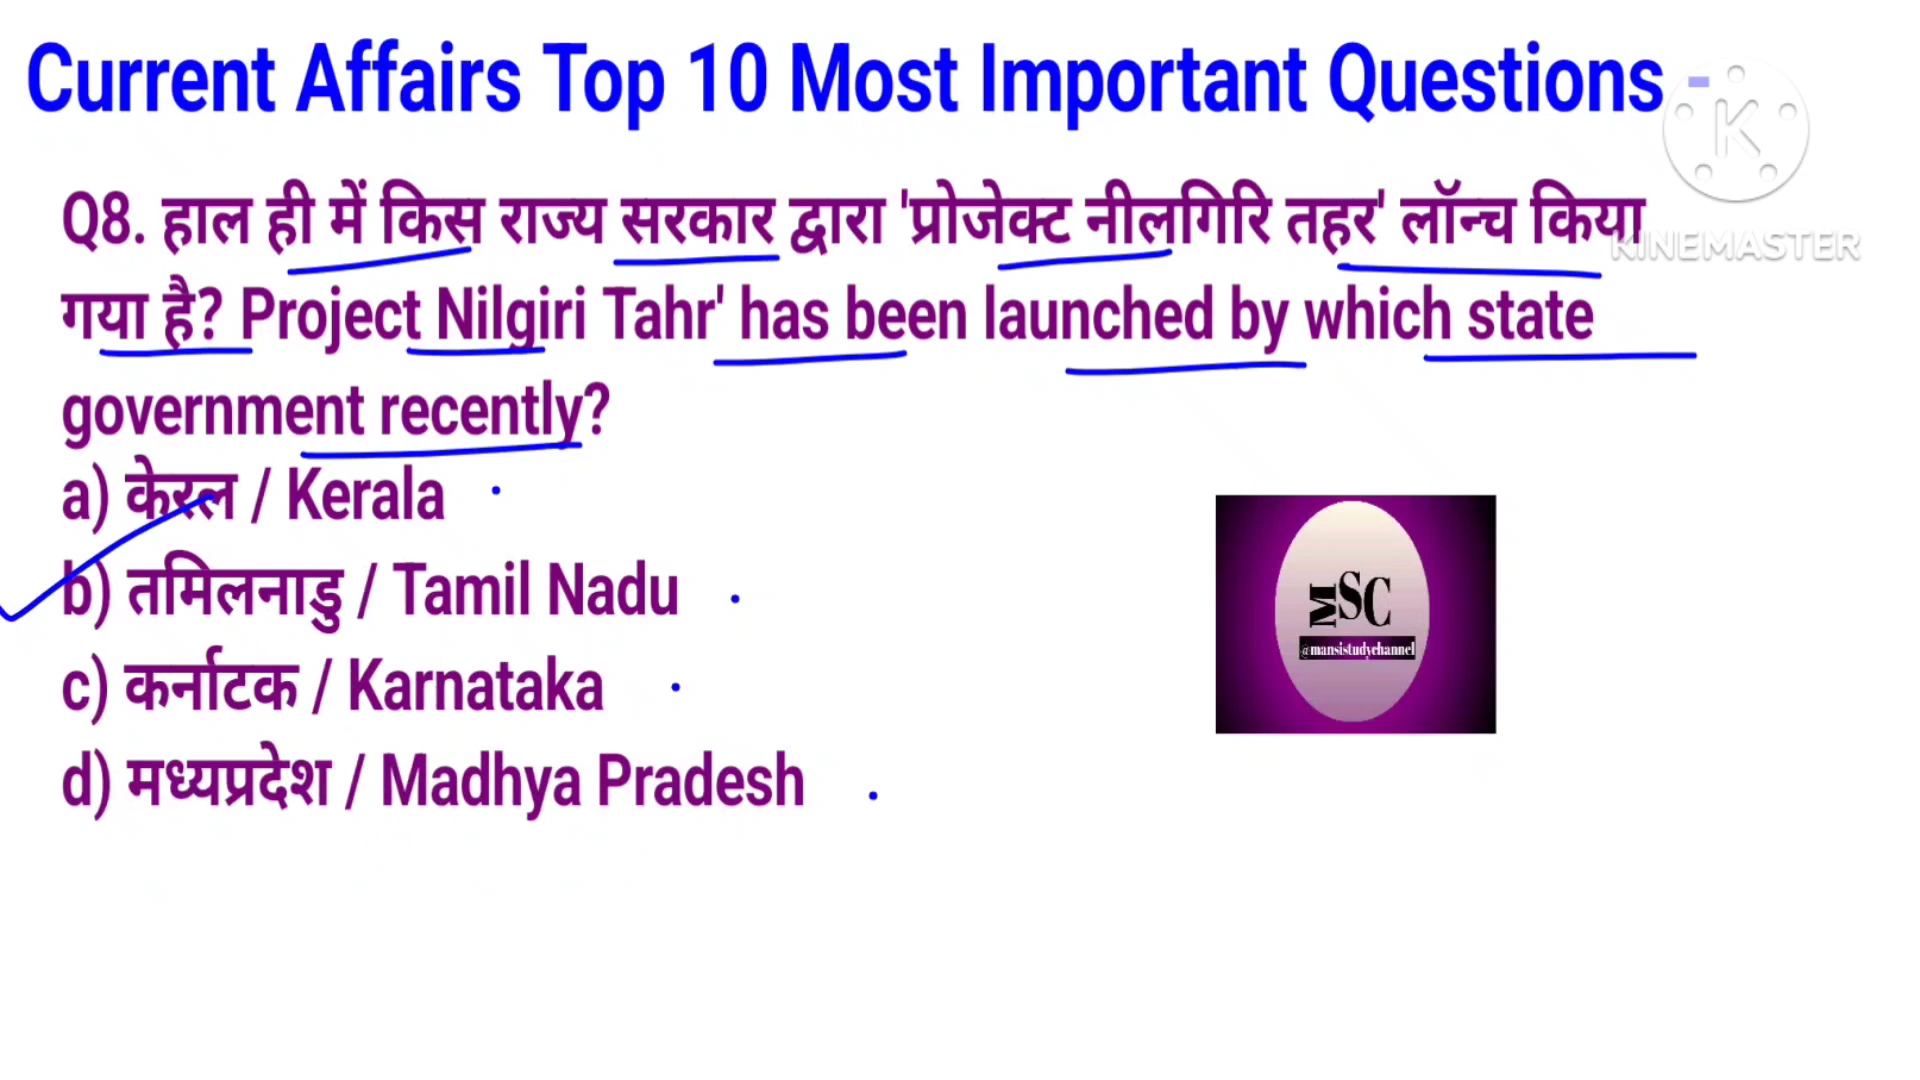 Current Affairs Top 10 Most Important Questions -
Q8. हाल ही में किस राज्य सरकार द्वारा 'प्रोजेक्ट नीलगिरि तहर' लॉन्च किया
गया है? Project Nilgiri Tahr' has been launched by which state
government recently?
a) केरल / Kerala
b) तमिलनाडु / Tamil Nadu
c) कर्नाटक / Karnataka
d) मध्यप्रदेश / Madhya Pradesh
K
KINEMASTER
MSC
@mansistudychannel